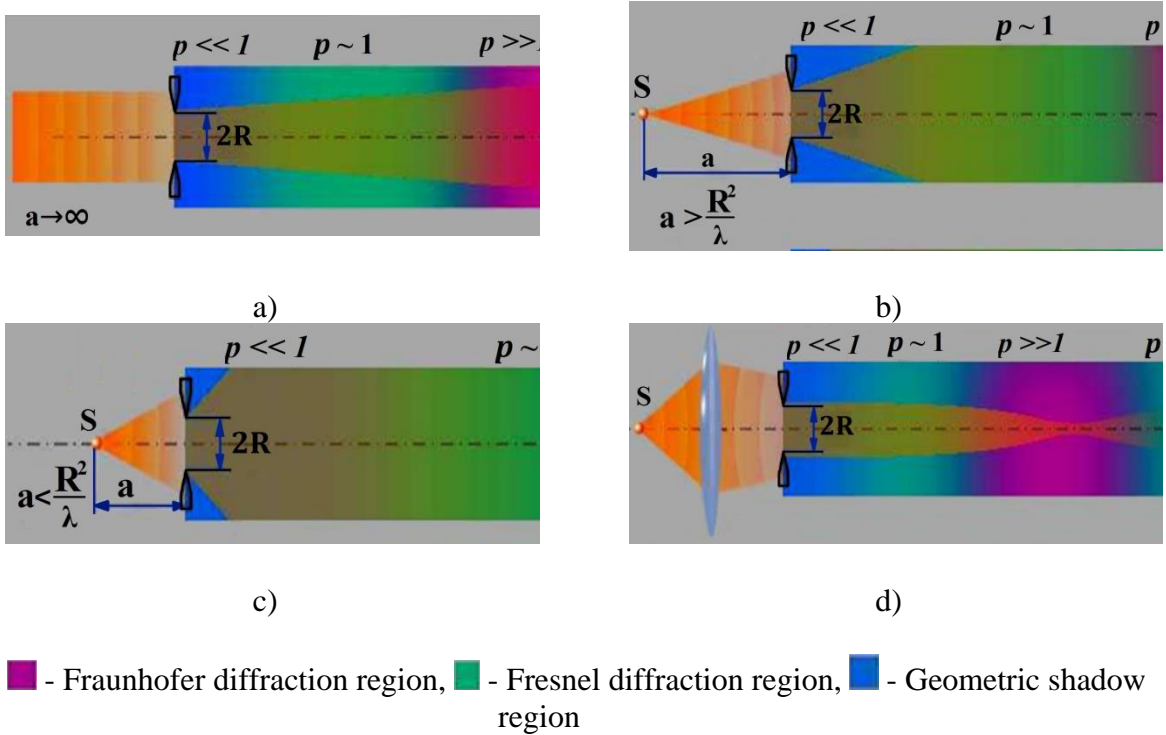 p << 1 p ~ 1 p >>1
2R
a→∞
a)
p << 1 p ~ 1 p
S
2R
a
a > R²/λ
b)
p << 1 p ~
S
2R
a
a< R²/λ
c)
p << 1 p ~ 1 p >>1 p
S
2R
d)
- Fraunhofer diffraction region, - Fresnel diffraction region, - Geometric shadow
region